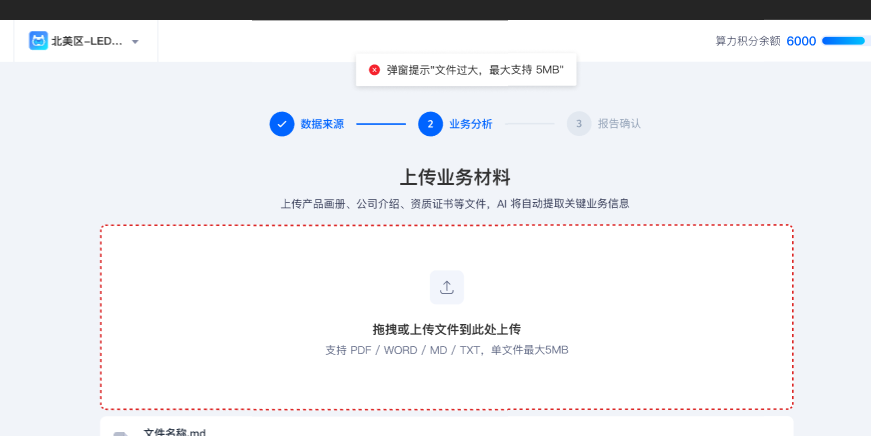 北美区-LED...
算力积分余额 6000
弹窗提示"文件过大，最大支持 5MB"
数据来源
2 业务分析
3 报告确认
上传业务材料
上传产品画册、公司介绍、资质证书等文件，AI 将自动提取关键业务信息
拖拽或上传文件到此处上传
支持 PDF / WORD / MD / TXT，单文件最大5MB
文件名称.md